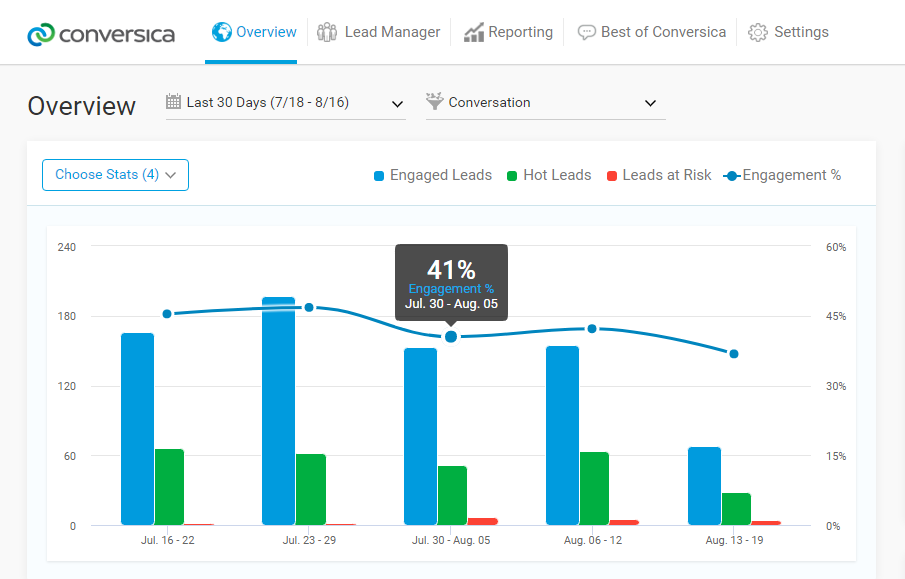 conversica Overview Lead Manager Reporting Best of Conversica Settings
Overview Last 30 Days (7/18 - 8/16) Conversation
Choose Stats (4) Engaged Leads Hot Leads Leads at Risk Engagement %
240 60%
41%
Engagement %
Jul. 30 - Aug. 05
180 45%
120 30%
60 15%
0 0%
Jul. 16 - 22 Jul. 23 - 29 Jul. 30 - Aug. 05 Aug. 06 - 12 Aug. 13 - 19